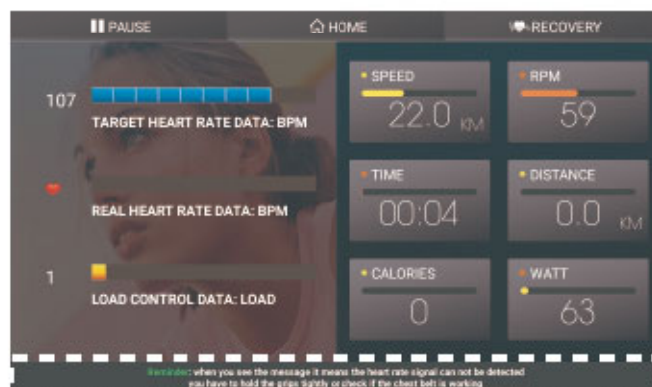 PAUSE
HOME
RECOVERY
107
TARGET HEART RATE DATA: BPM
REAL HEART RATE DATA: BPM
1
LOAD CONTROL DATA: LOAD
SPEED
22.0 KM
RPM
59
TIME
00:04
DISTANCE
0.0 KM
CALORIES
0
WATT
63
Reminder: when you see the message it means the heart rate signal can not be detected
you have to hold the grips tightly or check if the chest belt is working